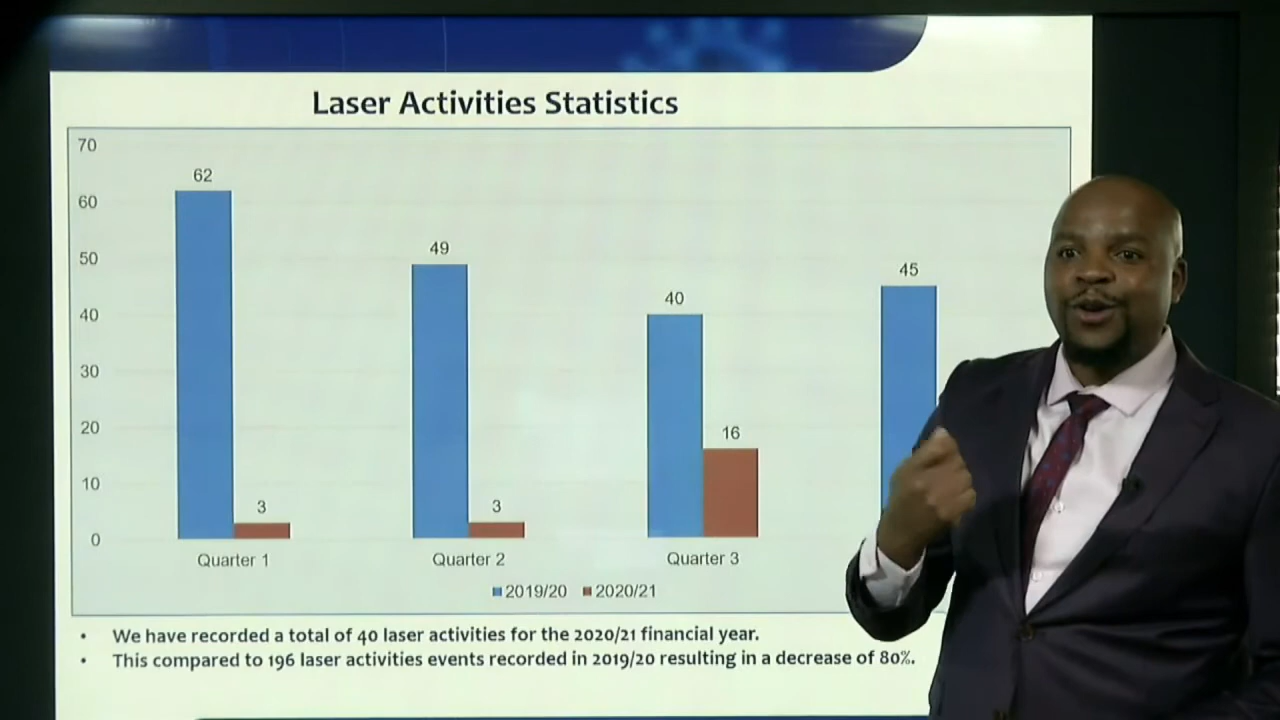 Laser Activities Statistics
70
62
60
50
49
45
40
40
30
20
16
10
3
3
0
Quarter 1
Quarter 2
Quarter 3
2019/20
2020/21
• We have recorded a total of 40 laser activities for the 2020/21 financial year.
• This compared to 196 laser activities events recorded in 2019/20 resulting in a decrease of 80%.